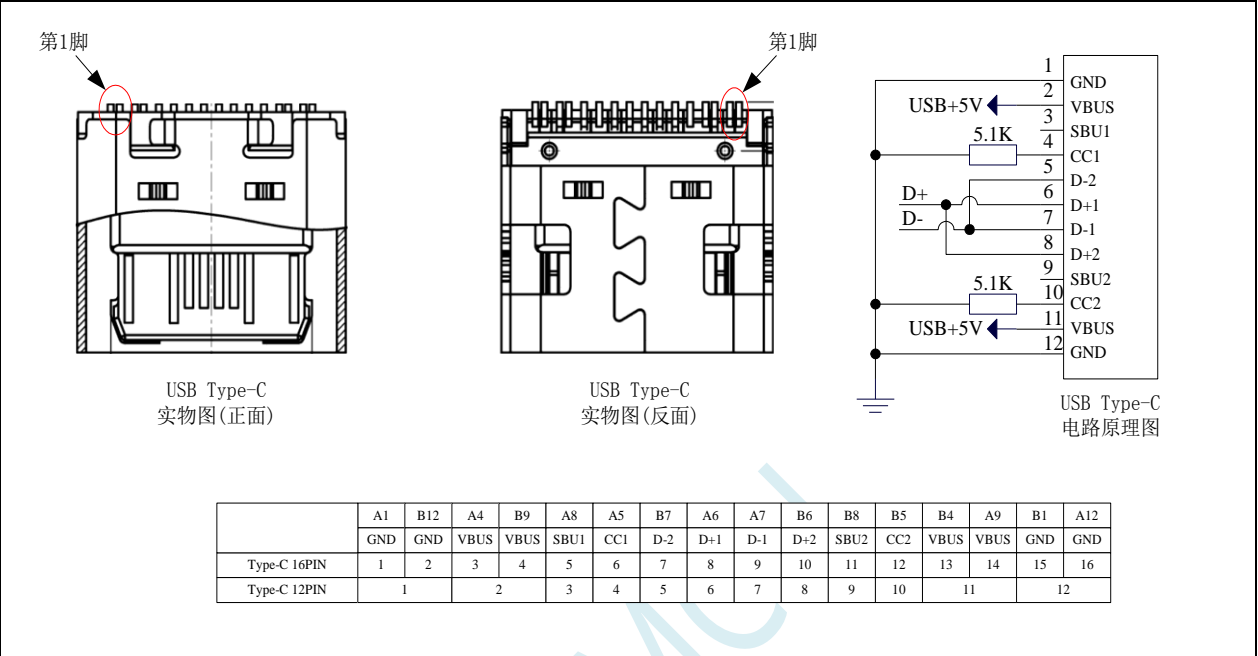 第1脚
第1脚
USB Type-C
实物图(正面)
USB Type-C
实物图(反面)
1 GND
2 VBUS
USB+5V
3 SBU1
4 CC1
5.1K
5 D-2
6 D+1
D+
7 D-1
D-
8 D+2
9 SBU2
10 CC2
5.1K
11 VBUS
USB+5V
12 GND
USB Type-C
电路原理图
A1 B12 A4 B9 A8 A5 B7 A6 A7 B6 B8 B5 B4 A9 B1 A12
GND GND VBUS VBUS SBU1 CC1 D-2 D+1 D-1 D+2 SBU2 CC2 VBUS VBUS GND GND
Type-C 16PIN 1 2 3 4 5 6 7 8 9 10 11 12 13 14 15 16
Type-C 12PIN 1 2 3 4 5 6 7 8 9 10 11 12